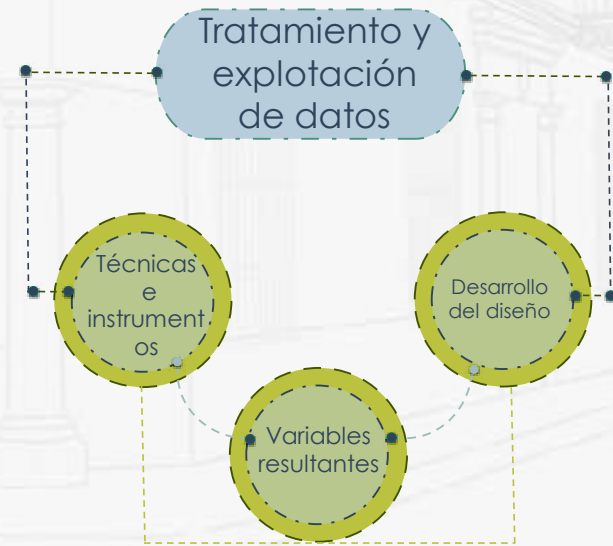 Tratamiento y
explotación
de datos
Técnicas
e
instrument
os
Desarrollo
del diseño
Variables
resultantes